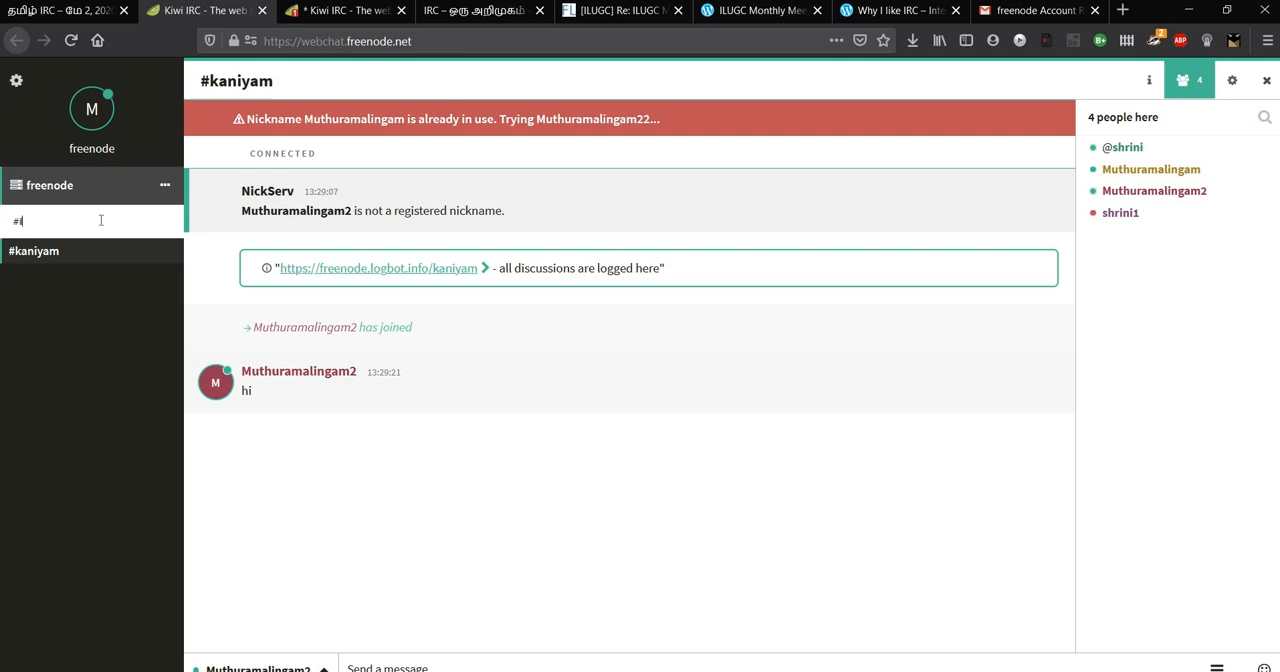 தமிழ் IRC – மே 2, 202
Kiwi IRC - The web
* Kiwi IRC - The we
IRC – ஒரு அறிமுகம் -
[ILUGC] Re: ILUGC M
ILUGC Monthly Mee
Why I like IRC – Inte
freenode Account R
https://webchat.freenode.net
2
ABP
B+
#kaniyam
4
M
freenode
⚠Nickname Muthuramalingam is already in use. Trying Muthuramalingam22...
4 people here
CONNECTED
@shrini
Muthuramalingam
freenode
NickServ 13:29:07
Muthuramalingam2
Muthuramalingam2 is not a registered nickname.
shrini1
#kaniyam
"https://freenode.logbot.info/kaniyam - all discussions are logged here"
→ Muthuramalingam2 has joined
Muthuramalingam2 13:29:21
M
hi
Muthuramalingam2
Send a message